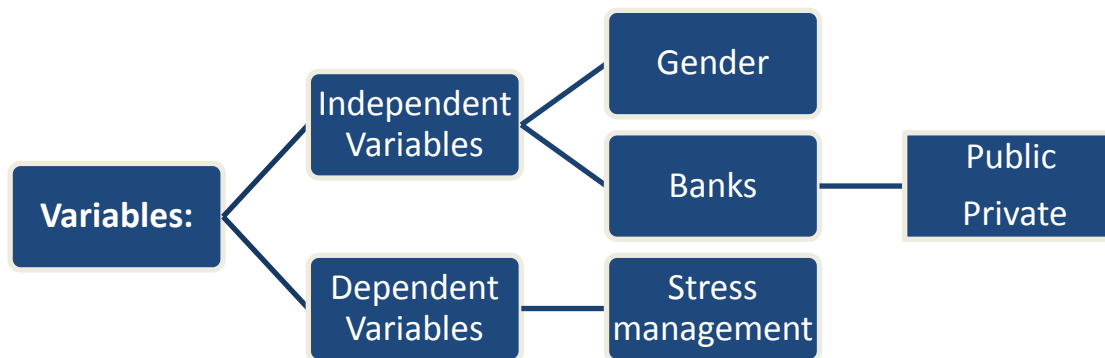 Variables:
Independent
Variables
Gender
Banks
Public
Private
Dependent
Variables
Stress
management